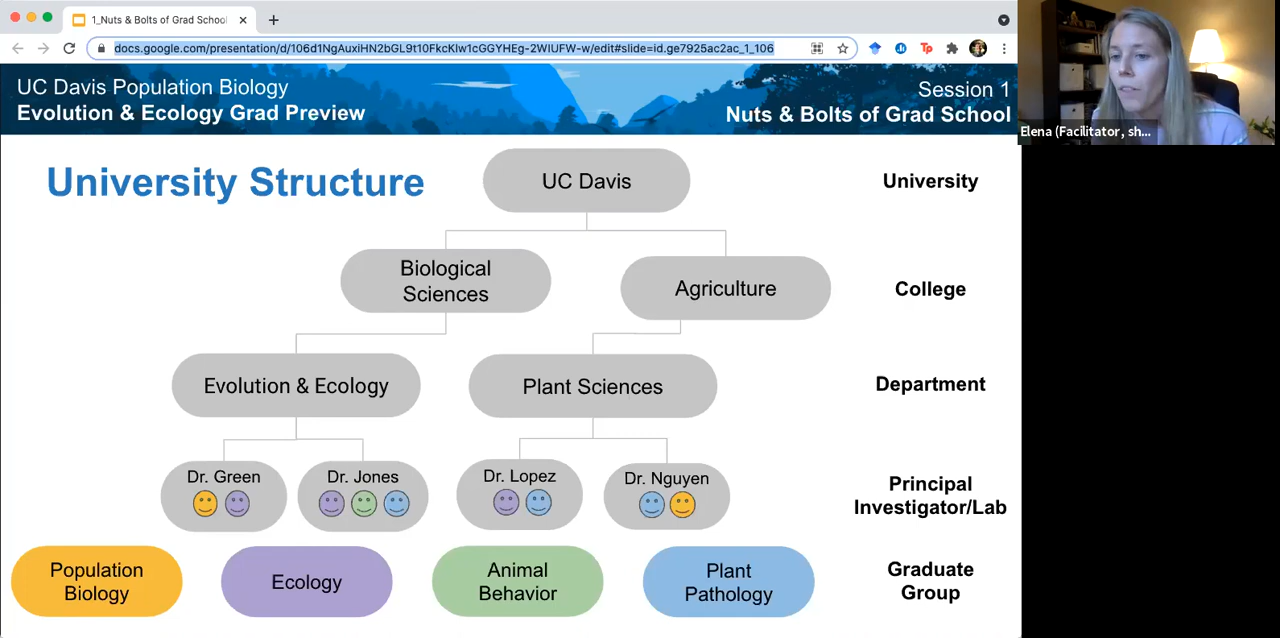 1_Nuts & Bolts of Grad School
docs.google.com/presentation/d/106d1NgAuxiHN2bGL9t10FkcKlw1cGGYHEg-2WIUFW-w/edit#slide=id.ge7925ac2ac_1_106
Tp
UC Davis Population Biology
Evolution & Ecology Grad Preview
Session 1
Nuts & Bolts of Grad School
Elena (Facilitator, sh...
University Structure
UC Davis
University
Biological
Sciences
Agriculture
College
Evolution & Ecology
Plant Sciences
Department
Dr. Green
Dr. Jones
Dr. Lopez
Dr. Nguyen
Principal
Investigator/Lab
Population
Biology
Ecology
Animal
Behavior
Plant
Pathology
Graduate
Group